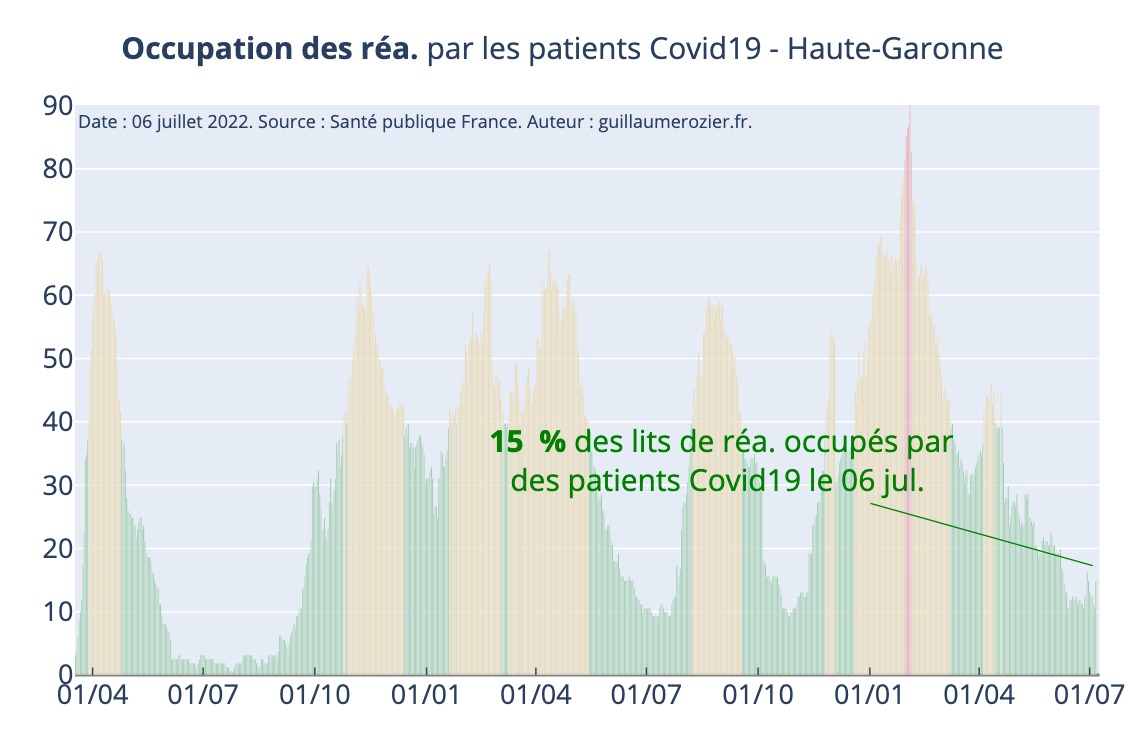 Occupation des réa. par les patients Covid19 - Haute-Garonne
90
Date : 06 juillet 2022. Source : Santé publique France. Auteur : guillaumerozier.fr.
80
70
60
50
40
15 % des lits de réa. occupés par
des patients Covid19 le 06 jul.
30
20
10
0
01/04 01/07 01/10 01/01 01/04 01/07 01/10 01/01 01/04 01/07